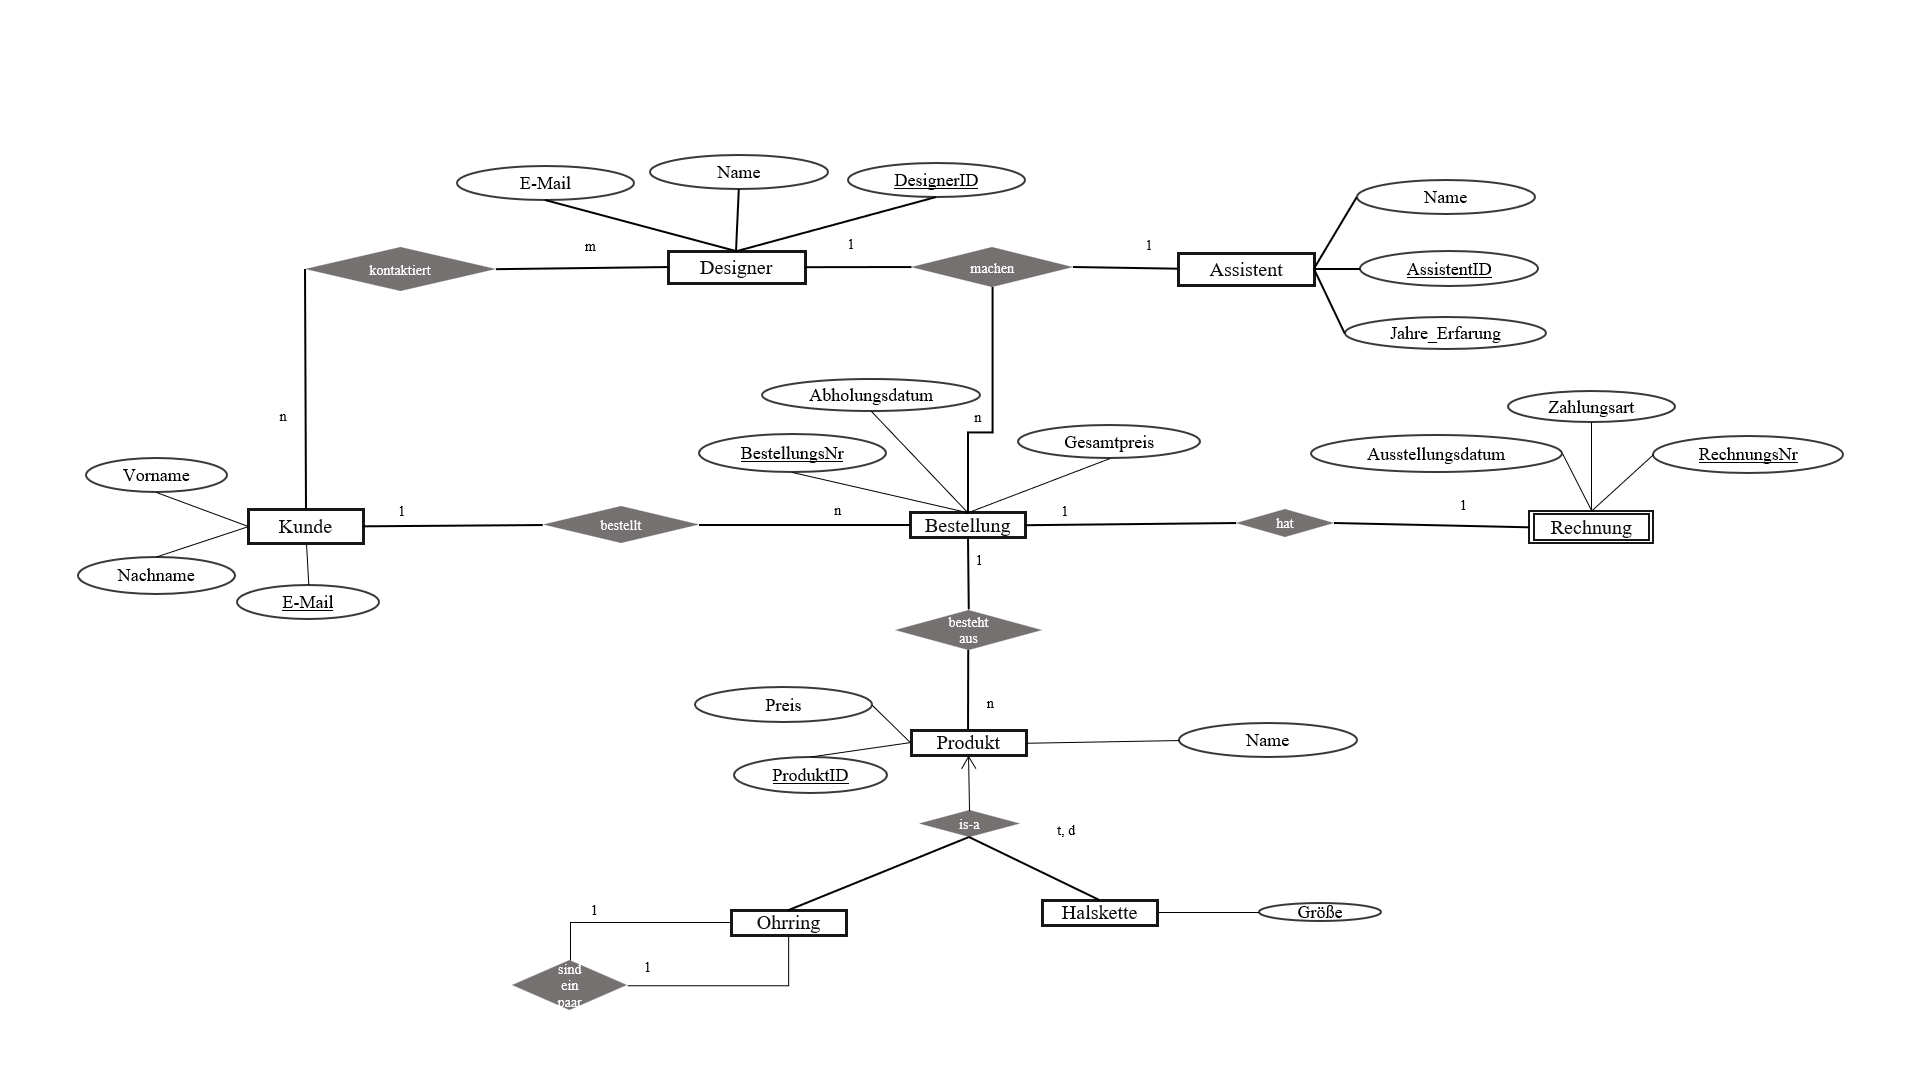 E-Mail
Name
DesignerID
Name
kontaktiert
m
Designer
1
machen
1
Assistent
AssistentID
Jahre_Erfarung
n
Abholungsdatum
n
Zahlungsart
BestellungsNr
Gesamtpreis
Ausstellungsdatum
RechnungsNr
Vorname
Kunde
1
bestellt
n
Bestellung
1
hat
1
Rechnung
Nachname
E-Mail
1
besteht
aus
n
Preis
Produkt
Name
ProduktID
is-a
t, d
1
Ohrring
Halskette
Größe
sind
ein
paar
1